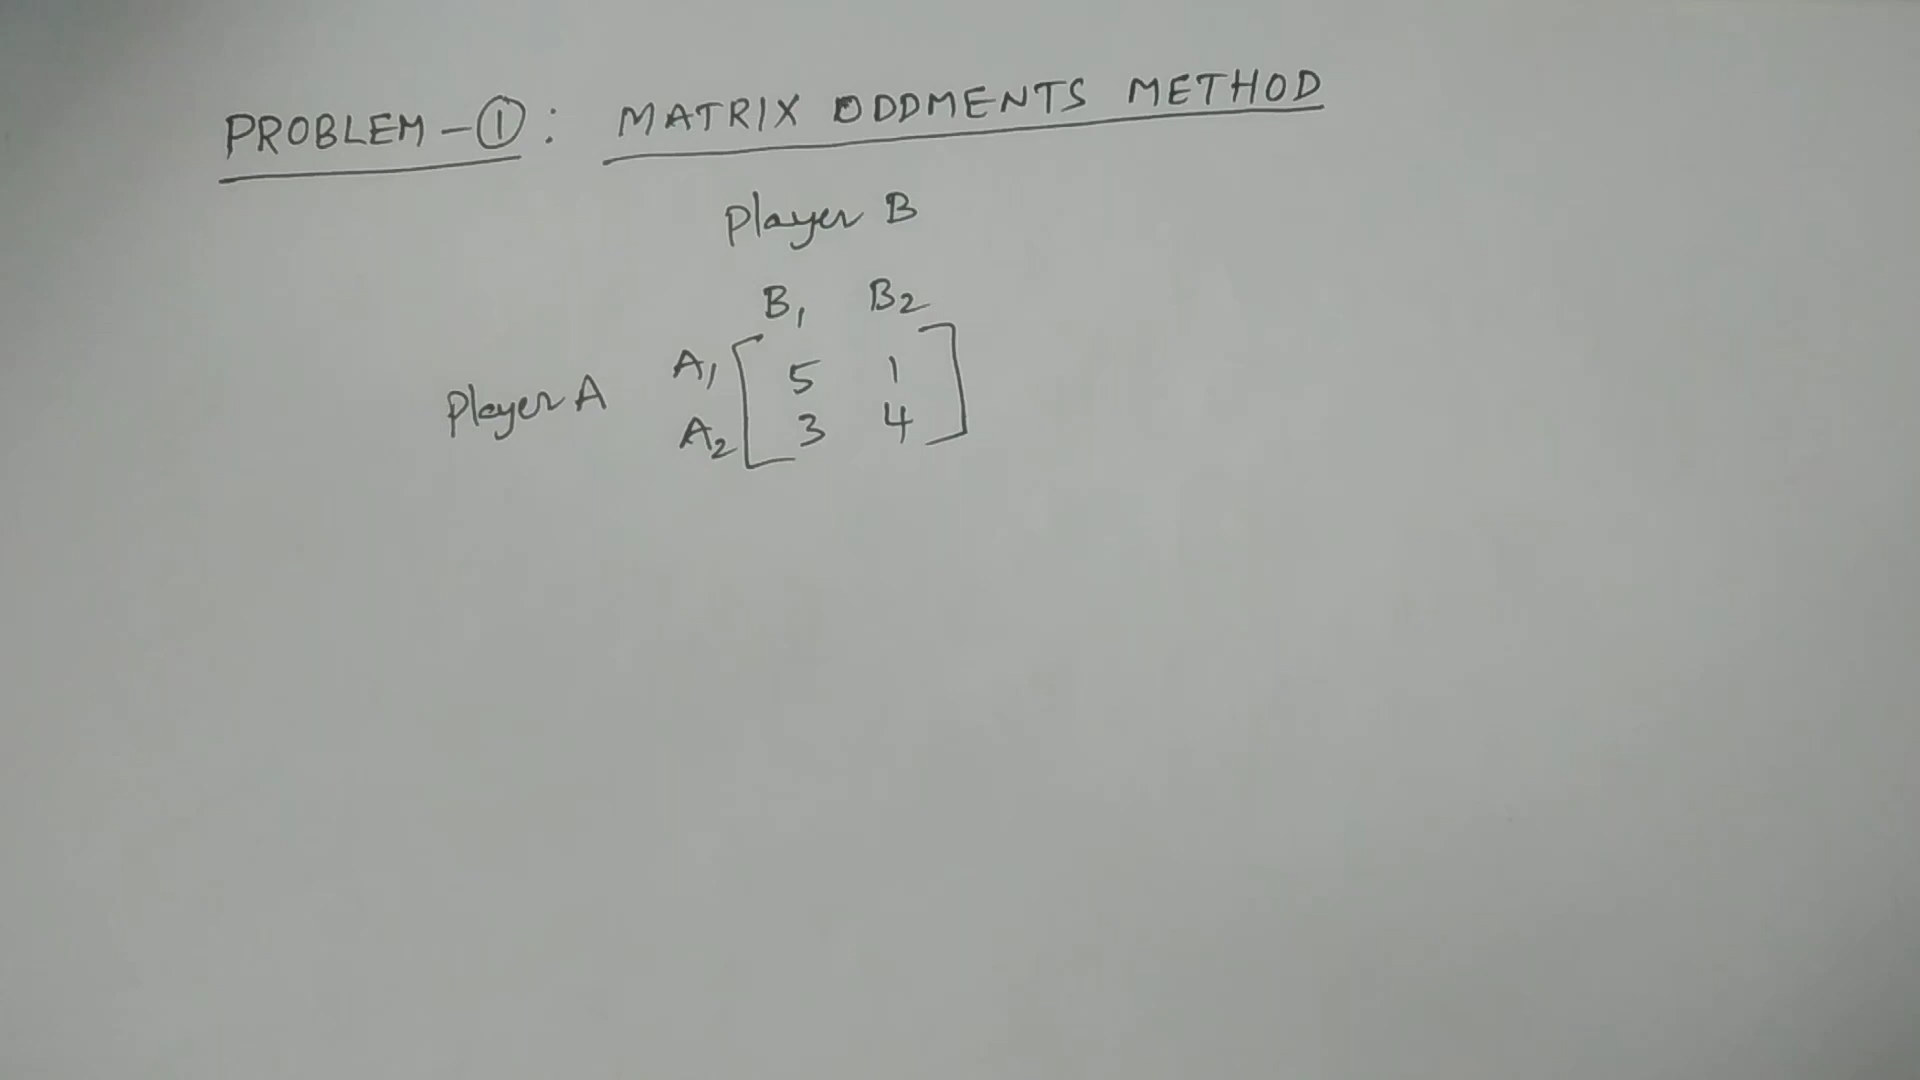 PROBLEM-①: MATRIX ODDMENTS METHOD
Player B
B1 B2
Player A A1 5 1
A2 3 4